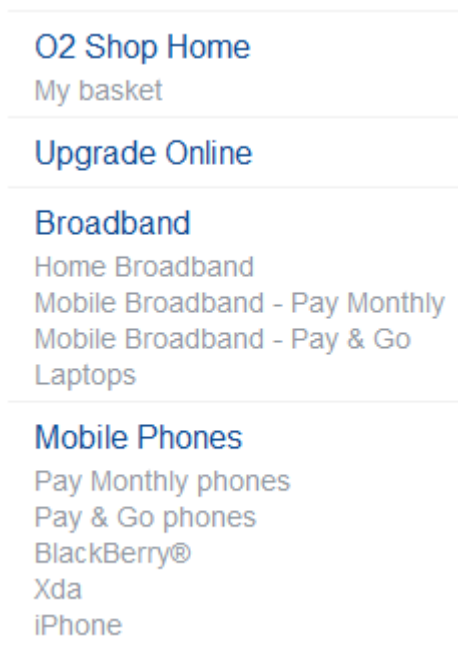 O2 Shop Home
My basket
Upgrade Online
Broadband
Home Broadband
Mobile Broadband - Pay Monthly
Mobile Broadband - Pay & Go
Laptops
Mobile Phones
Pay Monthly phones
Pay & Go phones
BlackBerry®
Xda
iPhone